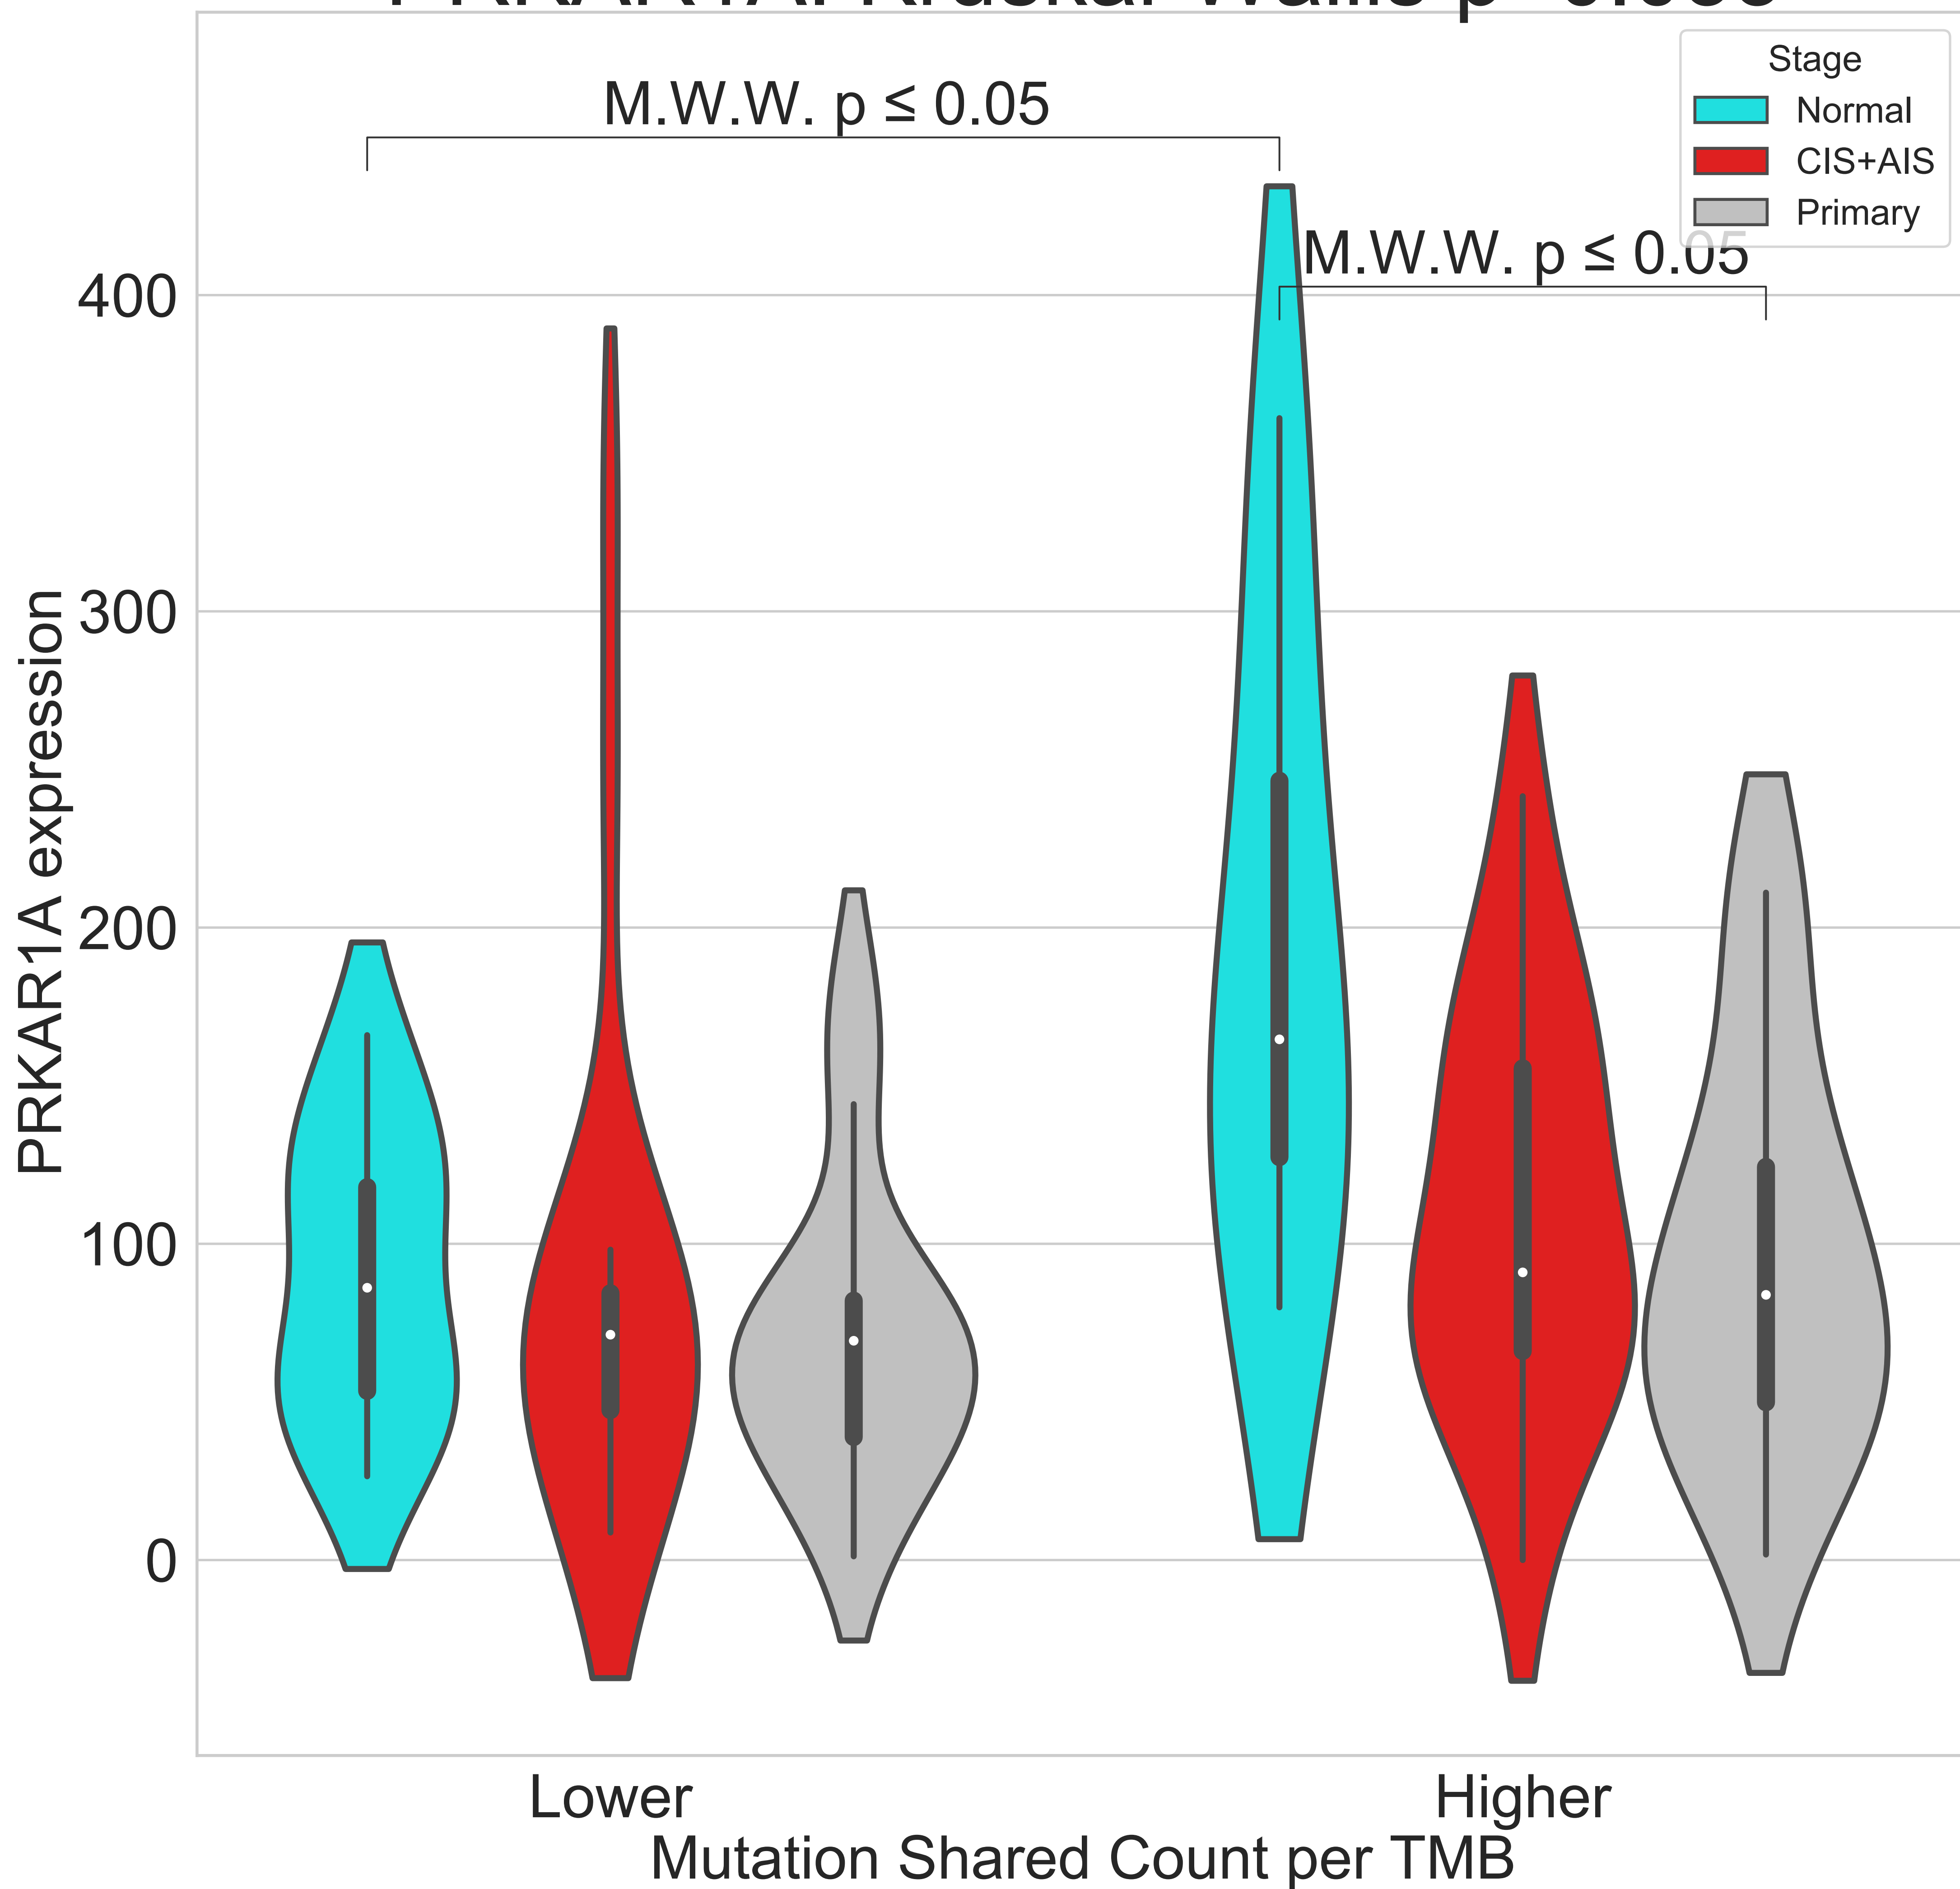 M.W.W. p ≤ 0.05
M.W.W. p ≤ 0.05
Stage
Normal
CIS+AIS
Primary
400
300
200
100
0
PRKAR1A expression
Lower
Higher
Mutation Shared Count per TMB